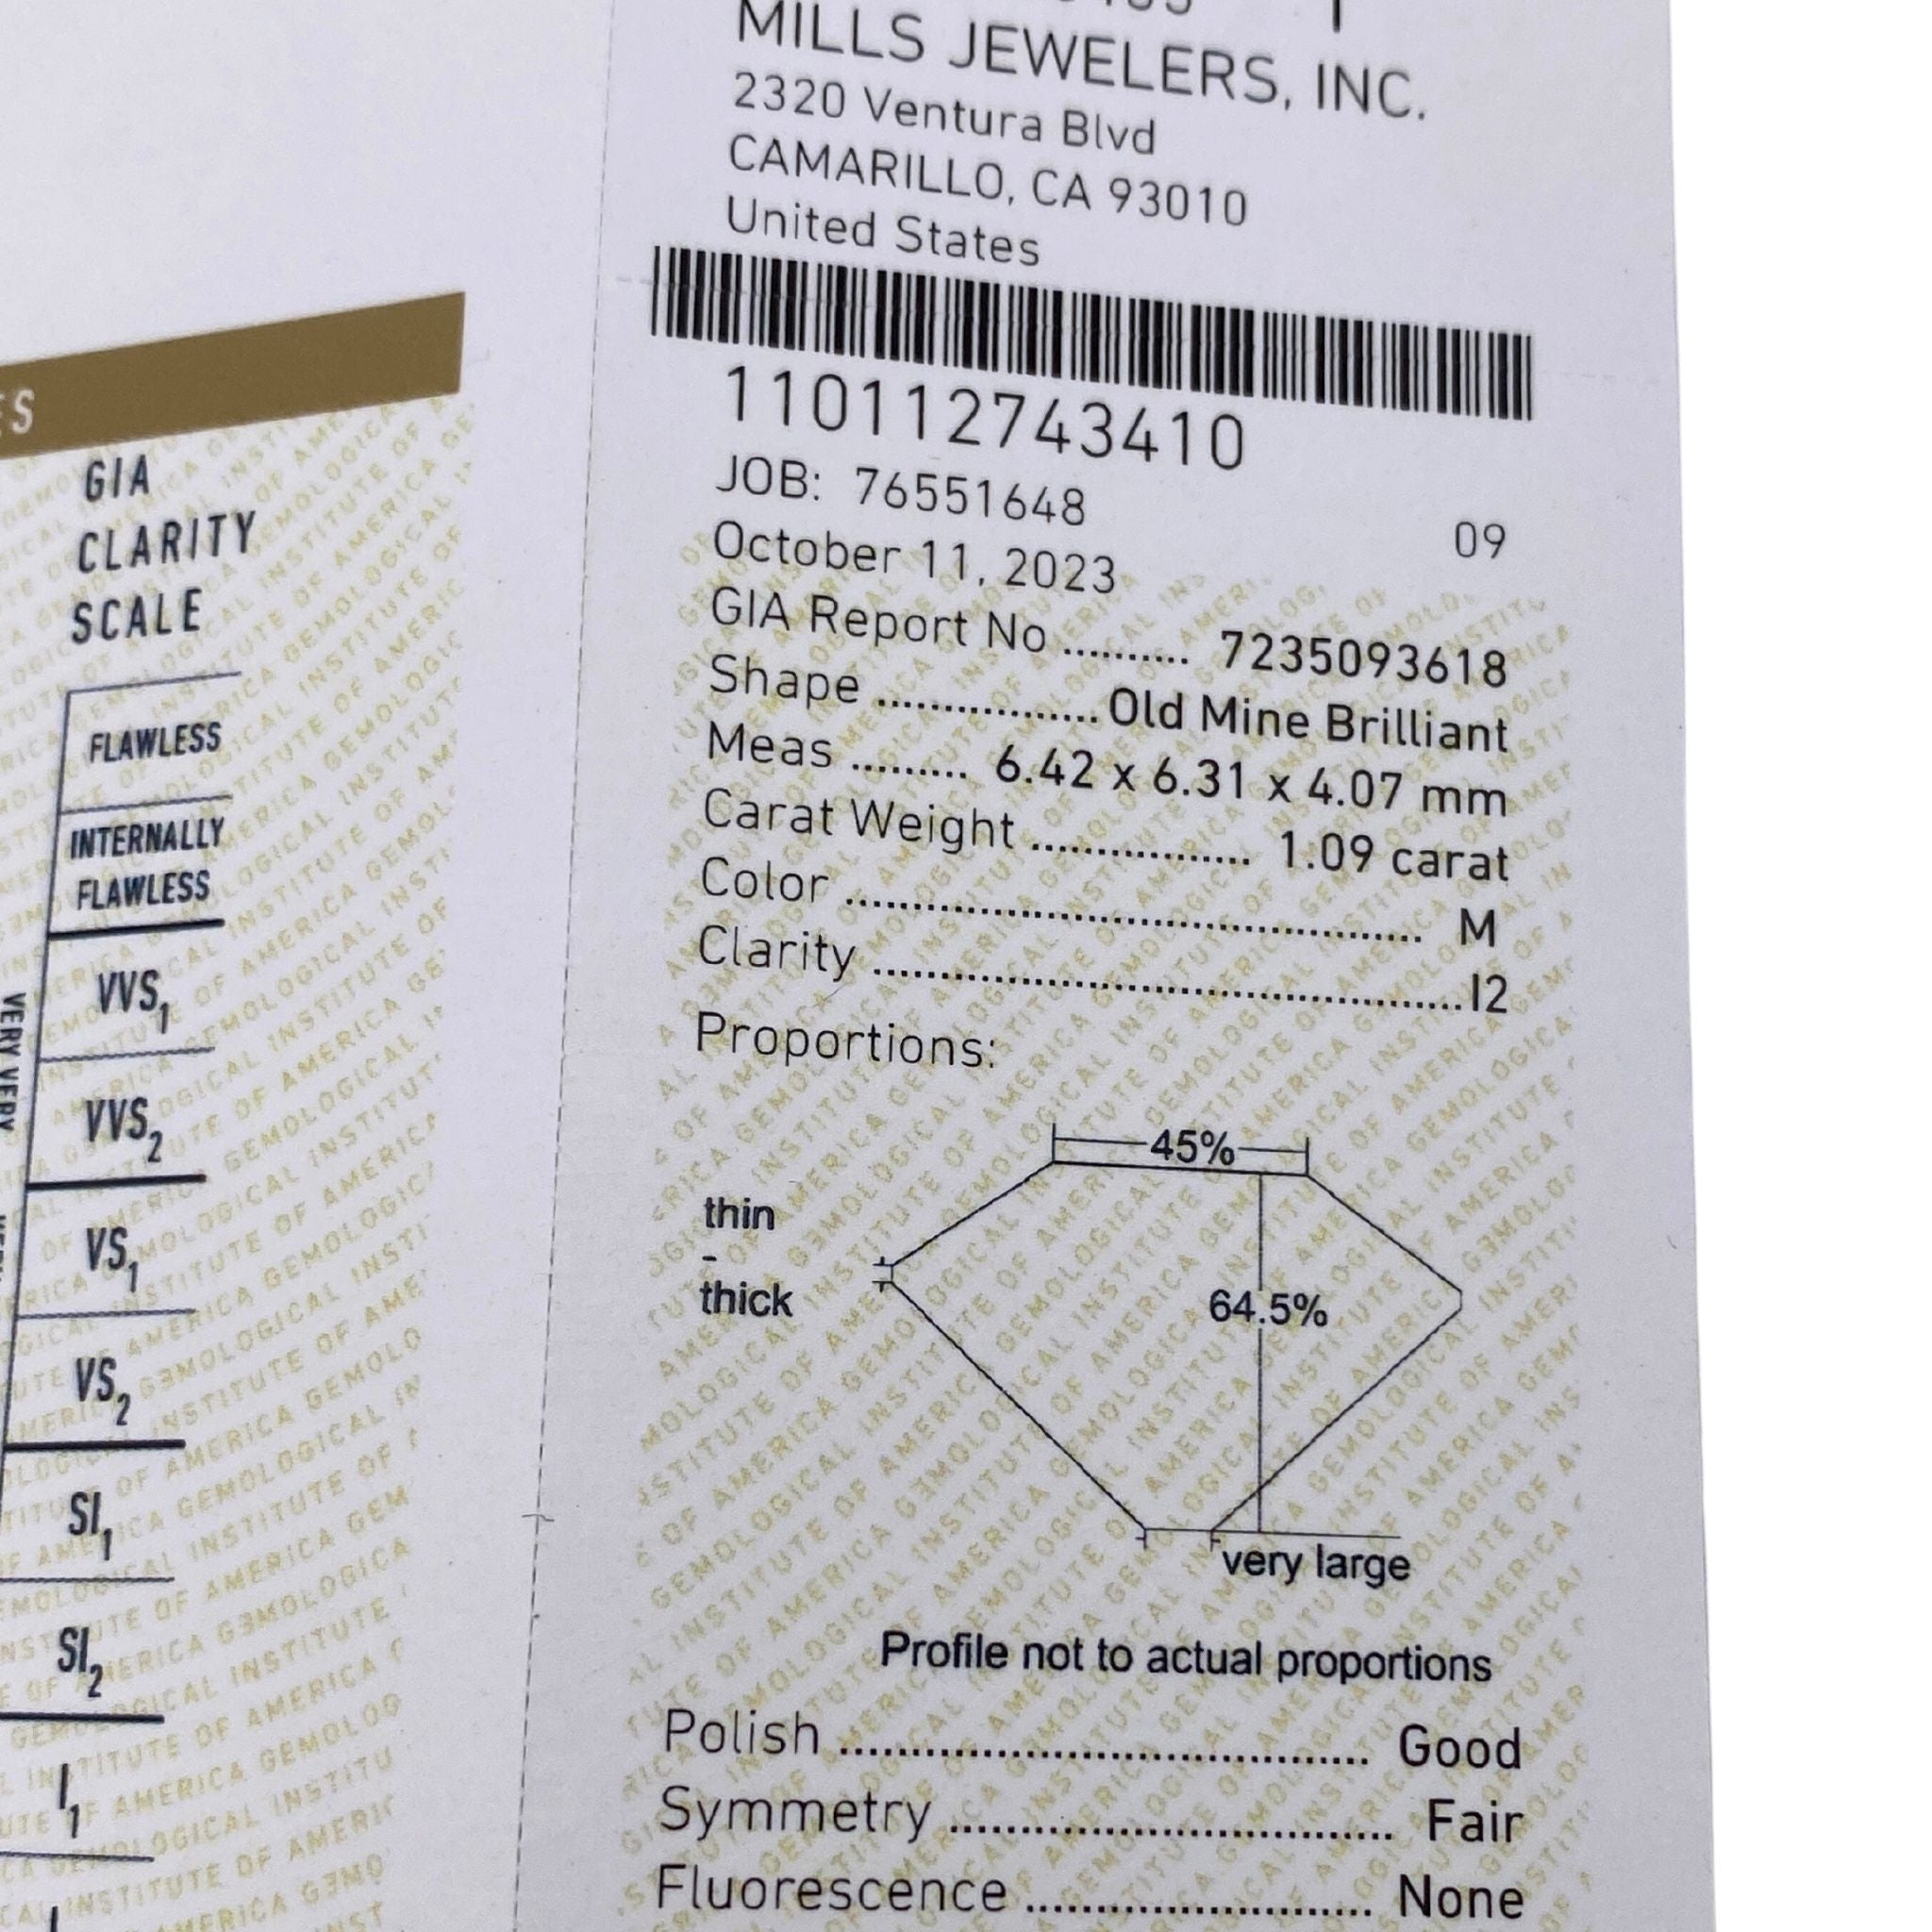 MILLS JEWELERS, INC.
2320 Ventura Blvd
CAMARILLO, CA 93010
United States
110112743410
JOB: 76551648
09
October 11, 2023
GIA Report No .......... 7235093618
Shape ................. Old Mine Brilliant
Meas ......... 6.42 x 6.31 x 4.07 mm
Carat Weight ................. 1.09 carat
Color ............................................. M
Clarity ..............................................I2
Proportions:
45%
thin
-
thick
64.5%
very large
Profile not to actual proportions
Polish ...................................... Good
Symmetry ................................ Fair
Fluorescence ......................... None
ES
GIA
CLARITY
SCALE
FLAWLESS
INTERNALLY
FLAWLESS
VERY VERY
VVS1
VVS2
VS1
VS2
SI1
SI2
I1